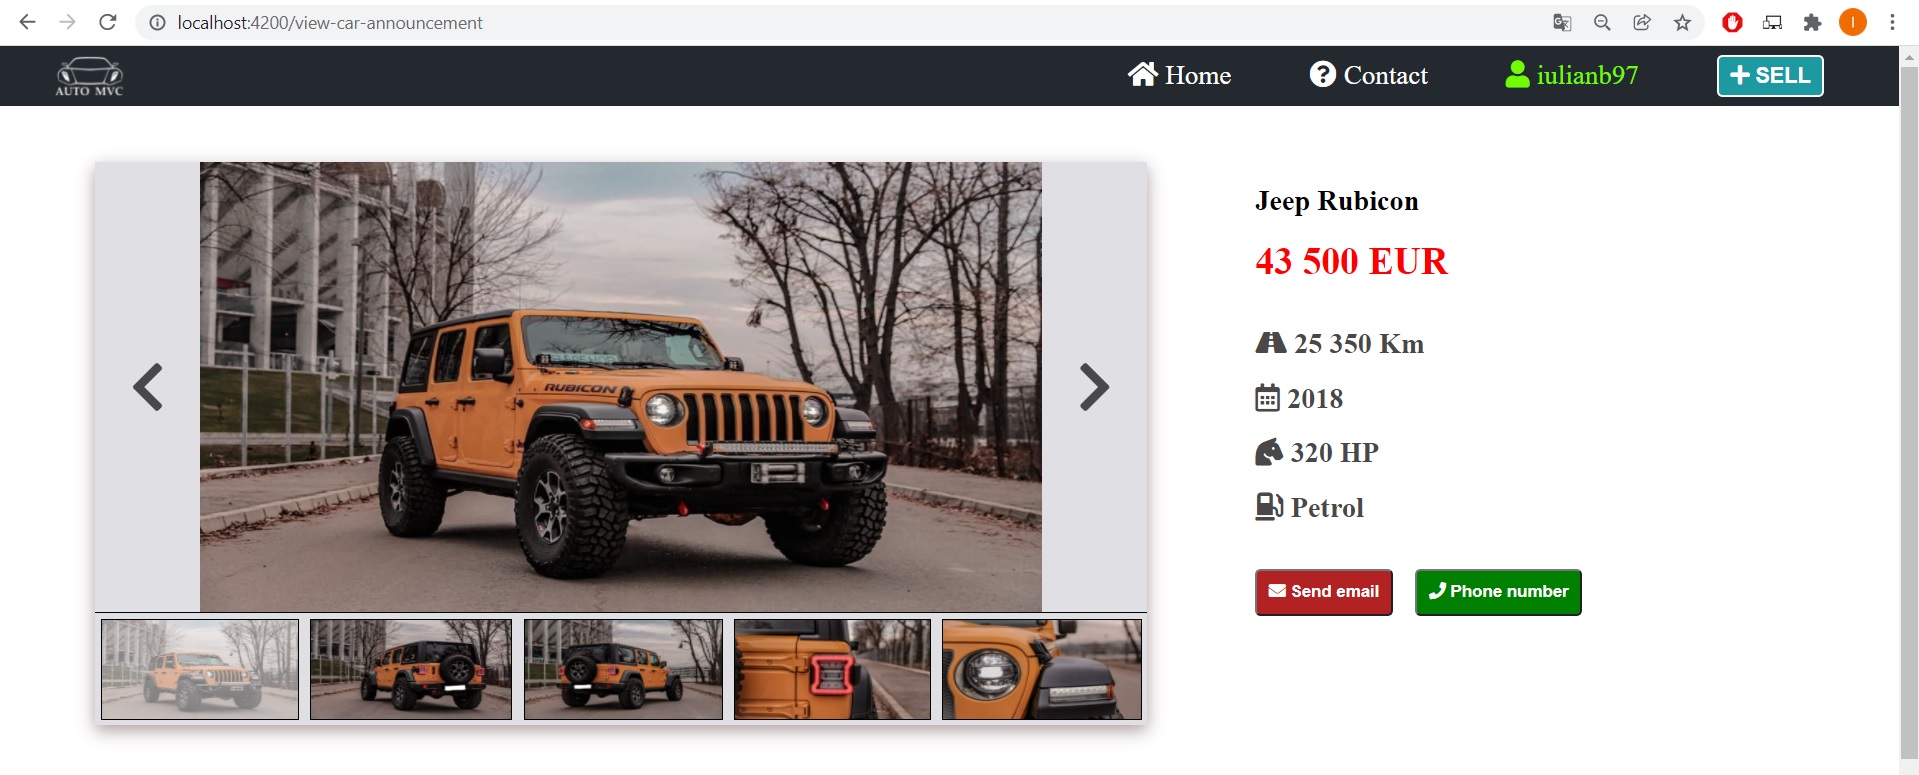 localhost:4200/view-car-announcement
I
AUTO MVC
Home
Contact
iulianb97
SELL
RUBICON
Jeep Rubicon
43 500 EUR
25 350 Km
2018
320 HP
Petrol
Send email
Phone number